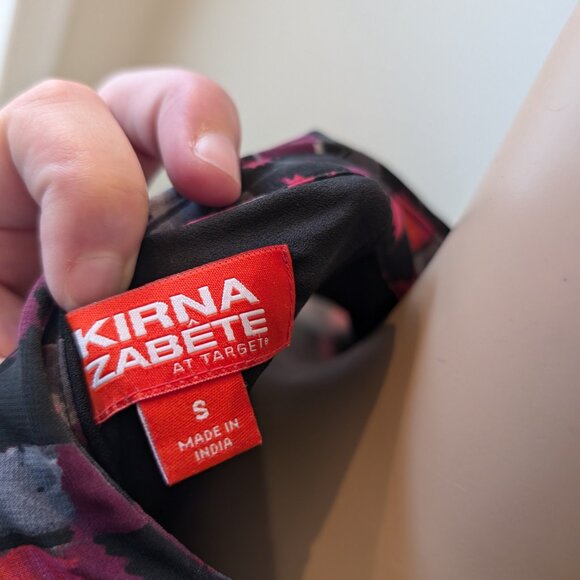 KIRNA
ZABÊTE
AT TARGET®
S
MADE IN
INDIA